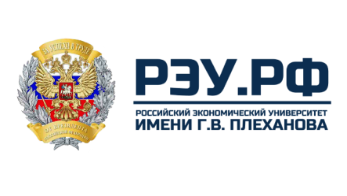 РЭУ.РФ
РОССИЙСКИЙ ЭКОНОМИЧЕСКИЙ УНИВЕРСИТЕТ
ИМЕНИ Г.В. ПЛЕХАНОВА